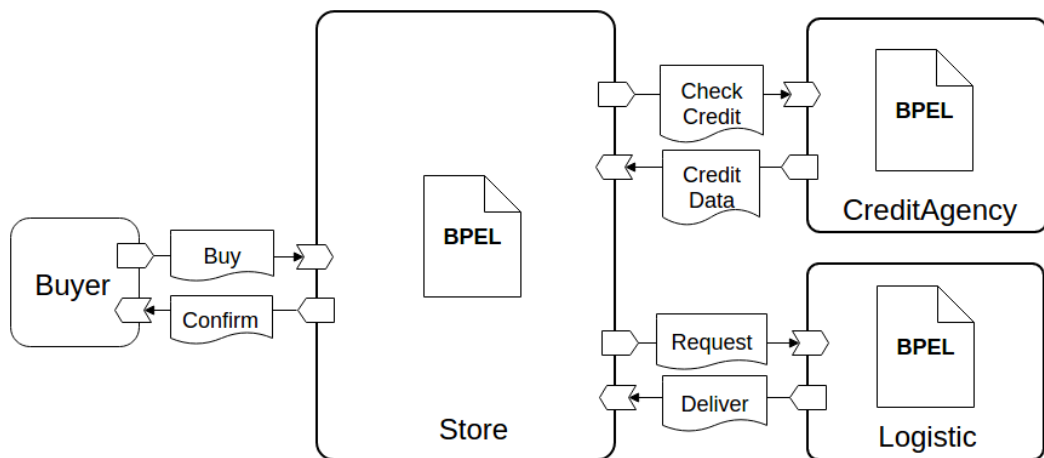 Buyer
Buy
Confirm
BPEL
Store
Check
Credit
Credit
Data
BPEL
CreditAgency
Request
Deliver
BPEL
Logistic